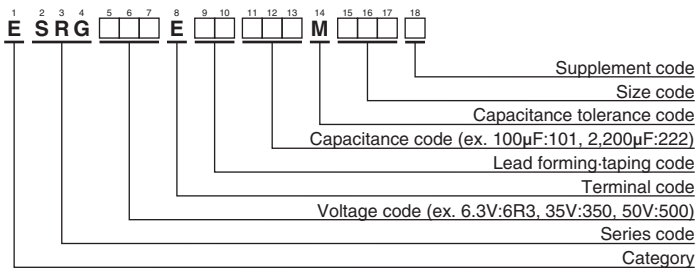 1 2 3 4 5 6 7 8 9 10 11 12 13 14 15 16 17 18
E SRG E M
Supplement code
Size code
Capacitance tolerance code
Capacitance code (ex. 100µF:101, 2,200µF:222)
Lead forming·taping code
Terminal code
Voltage code (ex. 6.3V:6R3, 35V:350, 50V:500)
Series code
Category